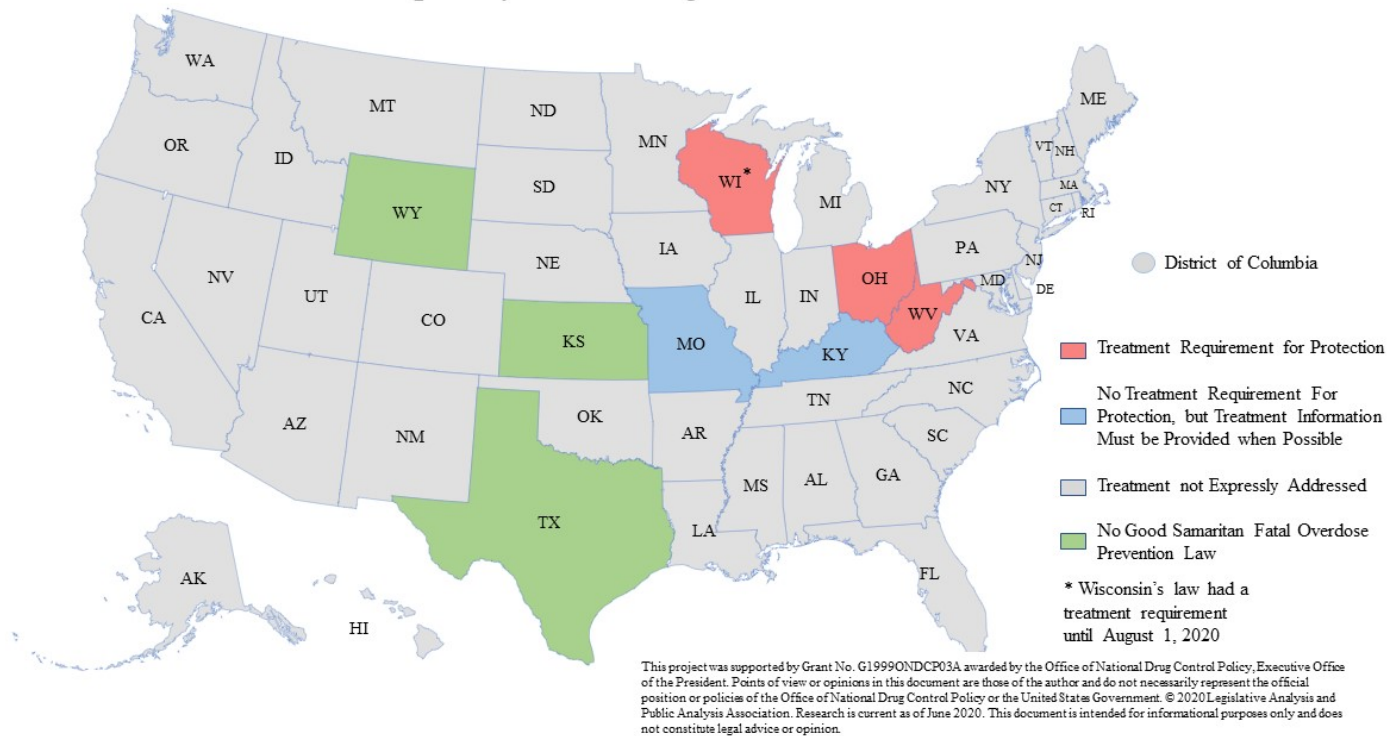 WA
MT
ND
MN
ME
OR
ID
SD
WI*
MI
VT
NH
NY
MA
CT
RI
WY
IA
PA
NJ
NE
NV
UT
CO
IL
IN
OH
MD
DE
WV
VA
CA
KS
MO
KY
NC
TN
AZ
NM
OK
AR
SC
MS
AL
GA
TX
LA
FL
AK
HI
District of Columbia
Treatment Requirement for Protection
No Treatment Requirement For
Protection, but Treatment Information
Must be Provided when Possible
Treatment not Expressly Addressed
No Good Samaritan Fatal Overdose
Prevention Law
* Wisconsin's law had a
treatment requirement
until August 1, 2020
This project was supported by Grant No. G1999ONDCP03A awarded by the Office of National Drug Control Policy, Executive Office
of the President. Points of view or opinions in this document are those of the author and do not necessarily represent the official
position or policies of the Office of National Drug Control Policy or the United States Government. © 2020 Legislative Analysis and
Public Analysis Association. Research is current as of June 2020. This document is intended for informational purposes only and does
not constitute legal advice or opinion.